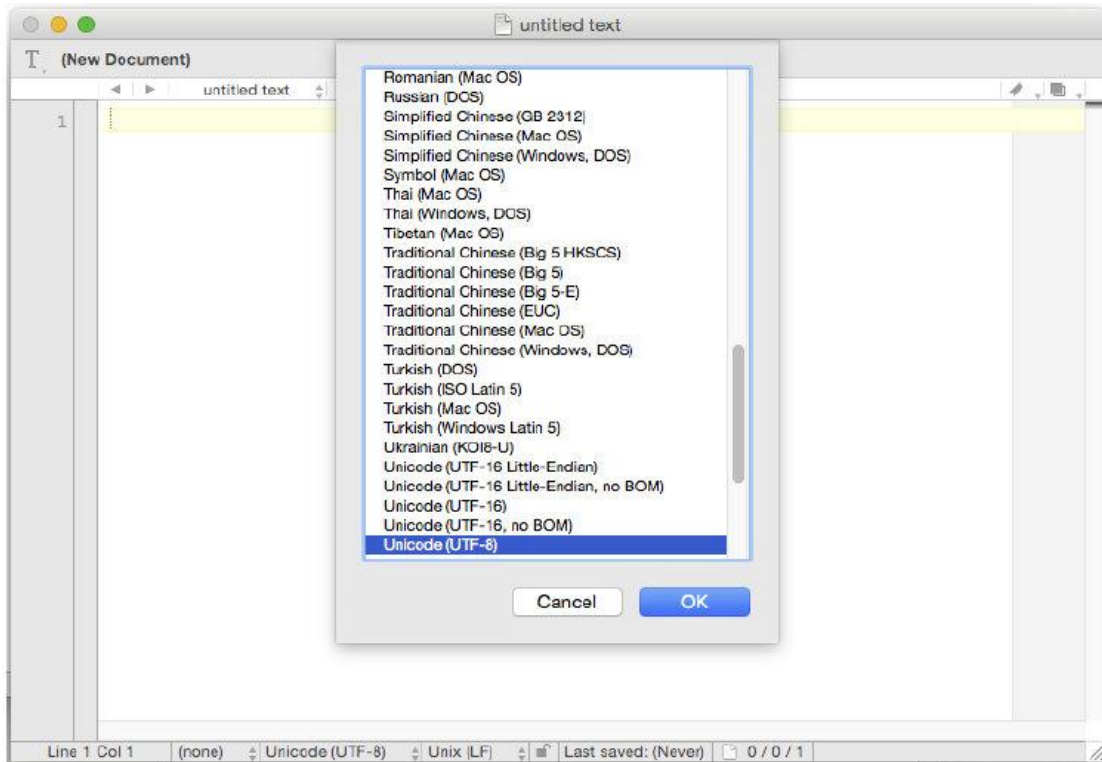 untitled text
T (New Document)
untitled text
1
Romanian (Mac OS)
Russian (DOS)
Simplified Chinese (GB 2312)
Simplified Chinese (Mac OS)
Simplified Chinese (Windows, DOS)
Symbol (Mac OS)
Thai (Mac OS)
Thai (Windows, DOS)
Tibetan (Mac OS)
Traditional Chinese (Big 5 HKSCS)
Traditional Chinese (Big 5)
Traditional Chinese (Big 5-E)
Traditional Chinese (EUC)
Traditional Chinese (Mac OS)
Traditional Chinese (Windows, DOS)
Turkish (DOS)
Turkish (ISO Latin 5)
Turkish (Mac OS)
Turkish (Windows Latin 5)
Ukrainian (KOI8-U)
Unicode (UTF-16 Little-Endian)
Unicode (UTF-16 Little-Endian, no BOM)
Unicode (UTF-16)
Unicode (UTF-16, no BOM)
Unicode (UTF-8)
Cancel OK
Line 1 Col 1 (none) Unicode (UTF-8) Unix (LF) Last saved: (Never) 0 / 0 / 1